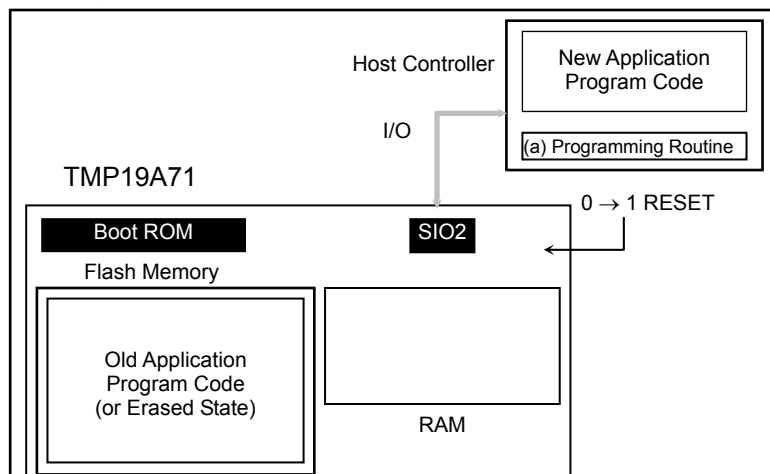 Host Controller
New Application
Program Code
I/O
(a) Programming Routine
TMP19A71
0 → 1 RESET
Boot ROM
SIO2
Flash Memory
Old Application
Program Code
(or Erased State)
RAM